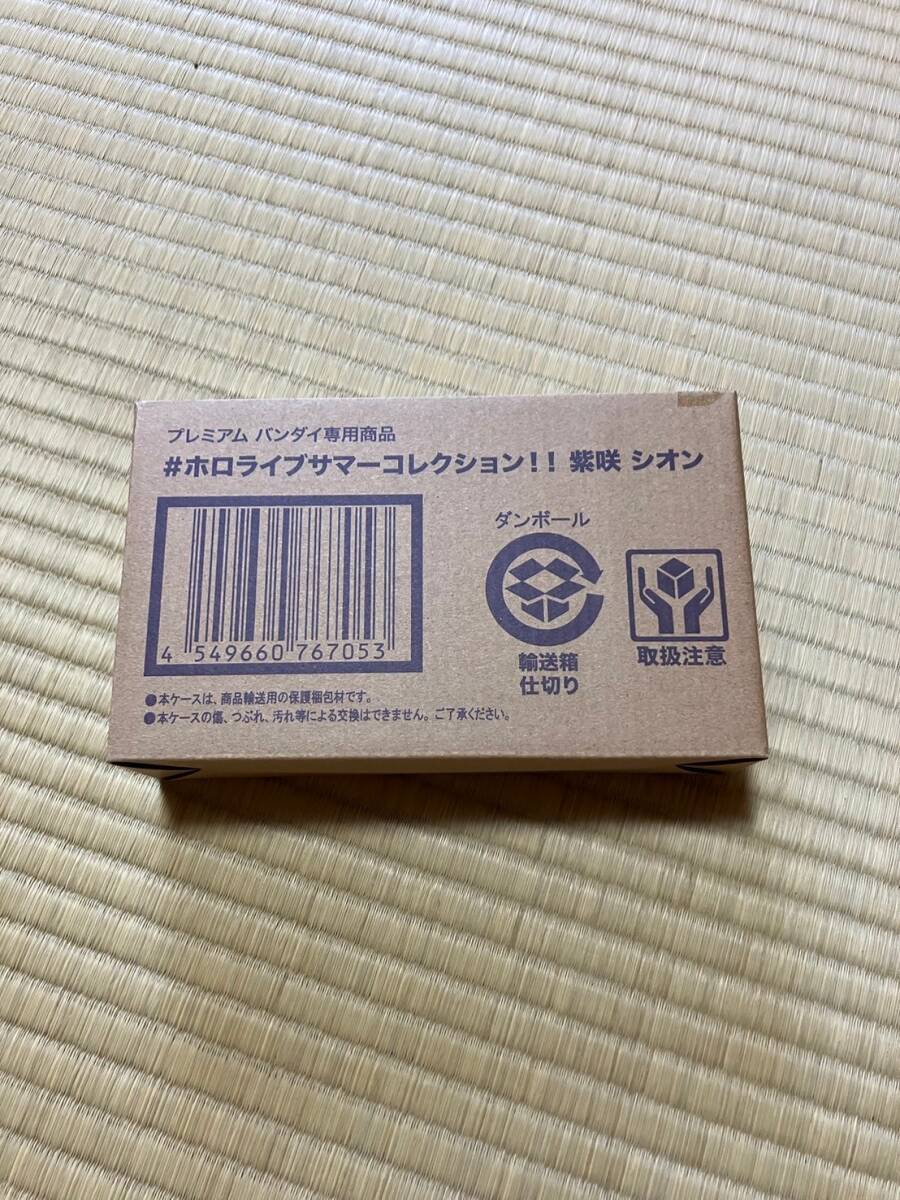 プレミアム バンダイ専用商品
#ホロライブサマーコレクション!! 紫咲 シオン
ダンボール
4 549660 767053
輸送箱
仕切り
取扱注意
●本ケースは、商品輸送用の保護梱包材です。
●本ケースの傷、つぶれ、汚れ等による交換はできません。ご了承ください。